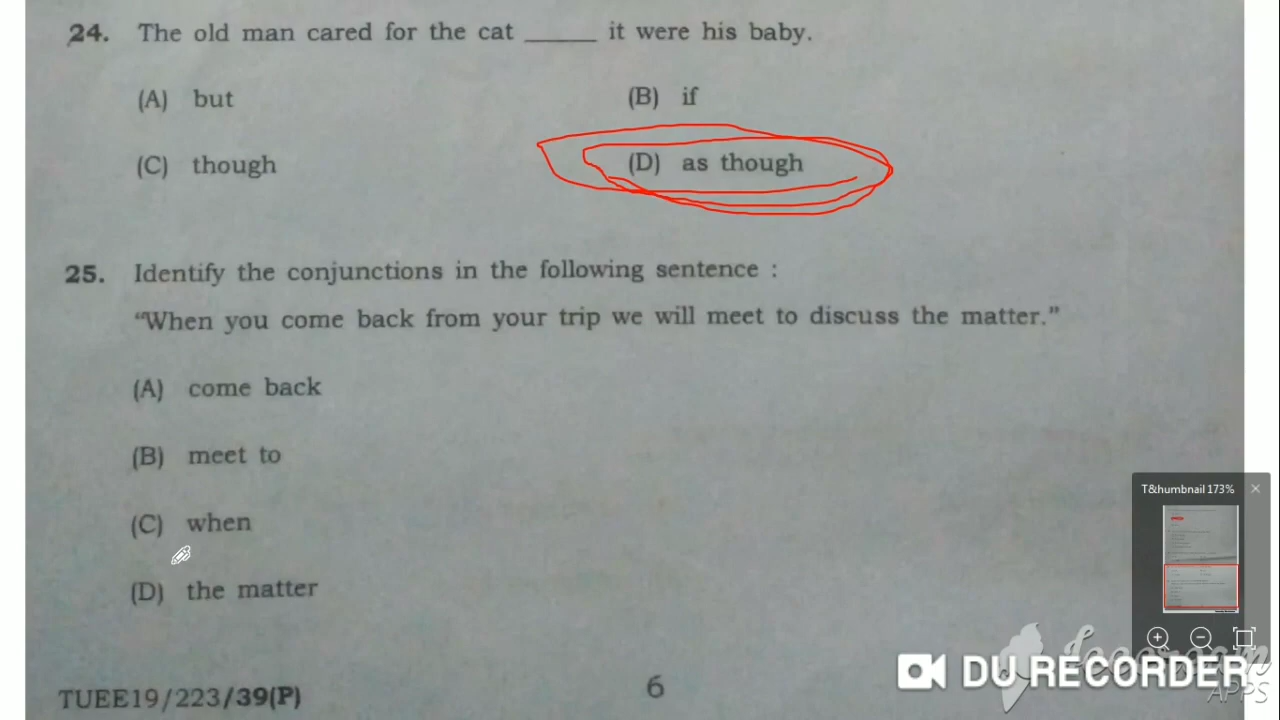 24. The old man cared for the cat _____ it were his baby.
(A) but (B) if
(C) though (D) as though
25. Identify the conjunctions in the following sentence :
“When you come back from your trip we will meet to discuss the matter.”
(A) come back
(B) meet to
(C) when
(D) the matter
T&humbnail 173%
DU RECORDER
APPS
TUEE19/223/39(P) 6